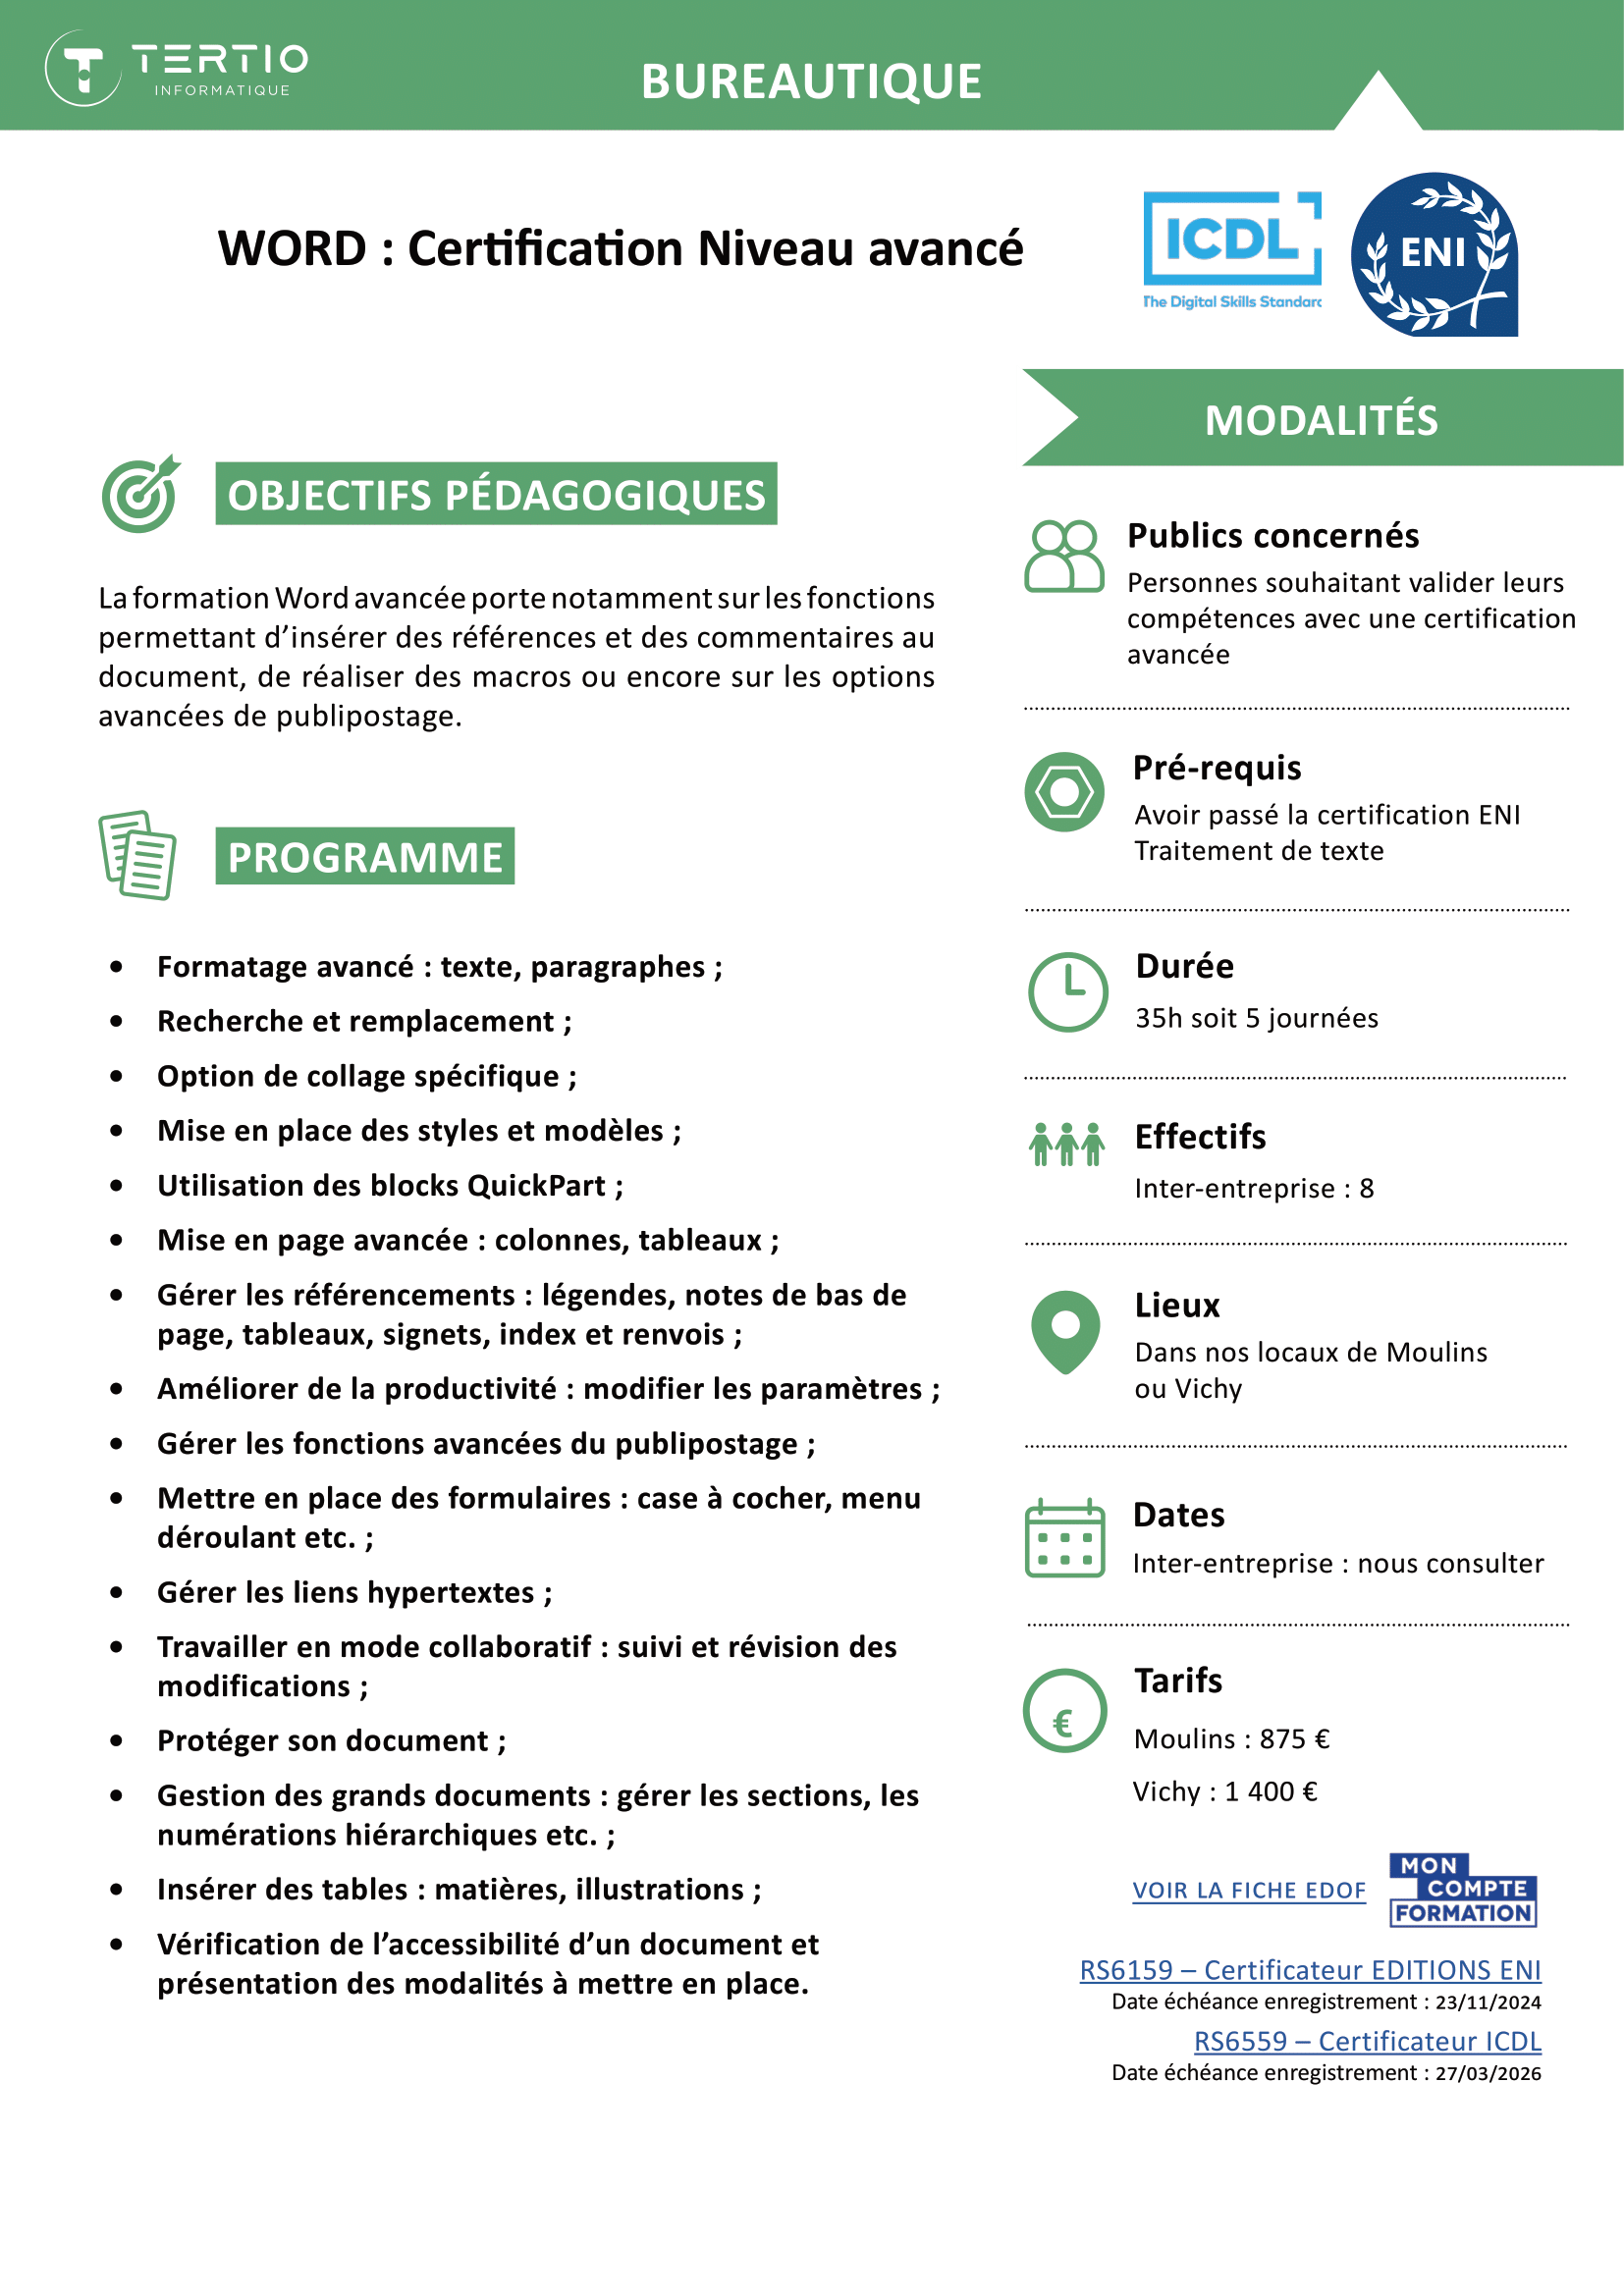 TERTIO
INFORMATIQUE
BUREAUTIQUE
WORD : Certification Niveau avancé
ICDL
The Digital Skills Standard
ENI
OBJECTIFS PÉDAGOGIQUES
La formation Word avancée porte notamment sur les fonctions
permettant d’insérer des références et des commentaires au
document, de réaliser des macros ou encore sur les options
avancées de publipostage.
PROGRAMME
• Formatage avancé : texte, paragraphes ;
• Recherche et remplacement ;
• Option de collage spécifique ;
• Mise en place des styles et modèles ;
• Utilisation des blocks QuickPart ;
• Mise en page avancée : colonnes, tableaux ;
• Gérer les référencements : légendes, notes de bas de
page, tableaux, signets, index et renvois ;
• Améliorer de la productivité : modifier les paramètres ;
• Gérer les fonctions avancées du publipostage ;
• Mettre en place des formulaires : case à cocher, menu
déroulant etc. ;
• Gérer les liens hypertextes ;
• Travailler en mode collaboratif : suivi et révision des
modifications ;
• Protéger son document ;
• Gestion des grands documents : gérer les sections, les
numérations hiérarchiques etc. ;
• Insérer des tables : matières, illustrations ;
• Vérification de l’accessibilité d’un document et
présentation des modalités à mettre en place.
MODALITÉS
Publics concernés
Personnes souhaitant valider leurs
compétences avec une certification
avancée
Pré-requis
Avoir passé la certification ENI
Traitement de texte
Durée
35h soit 5 journées
Effectifs
Inter-entreprise : 8
Lieux
Dans nos locaux de Moulins
ou Vichy
Dates
Inter-entreprise : nous consulter
€
Tarifs
Moulins : 875 €
Vichy : 1 400 €
VOIR LA FICHE EDOF
MON
COMPTE
FORMATION
RS6159 – Certificateur EDITIONS ENI
Date échéance enregistrement : 23/11/2024
RS6559 – Certificateur ICDL
Date échéance enregistrement : 27/03/2026